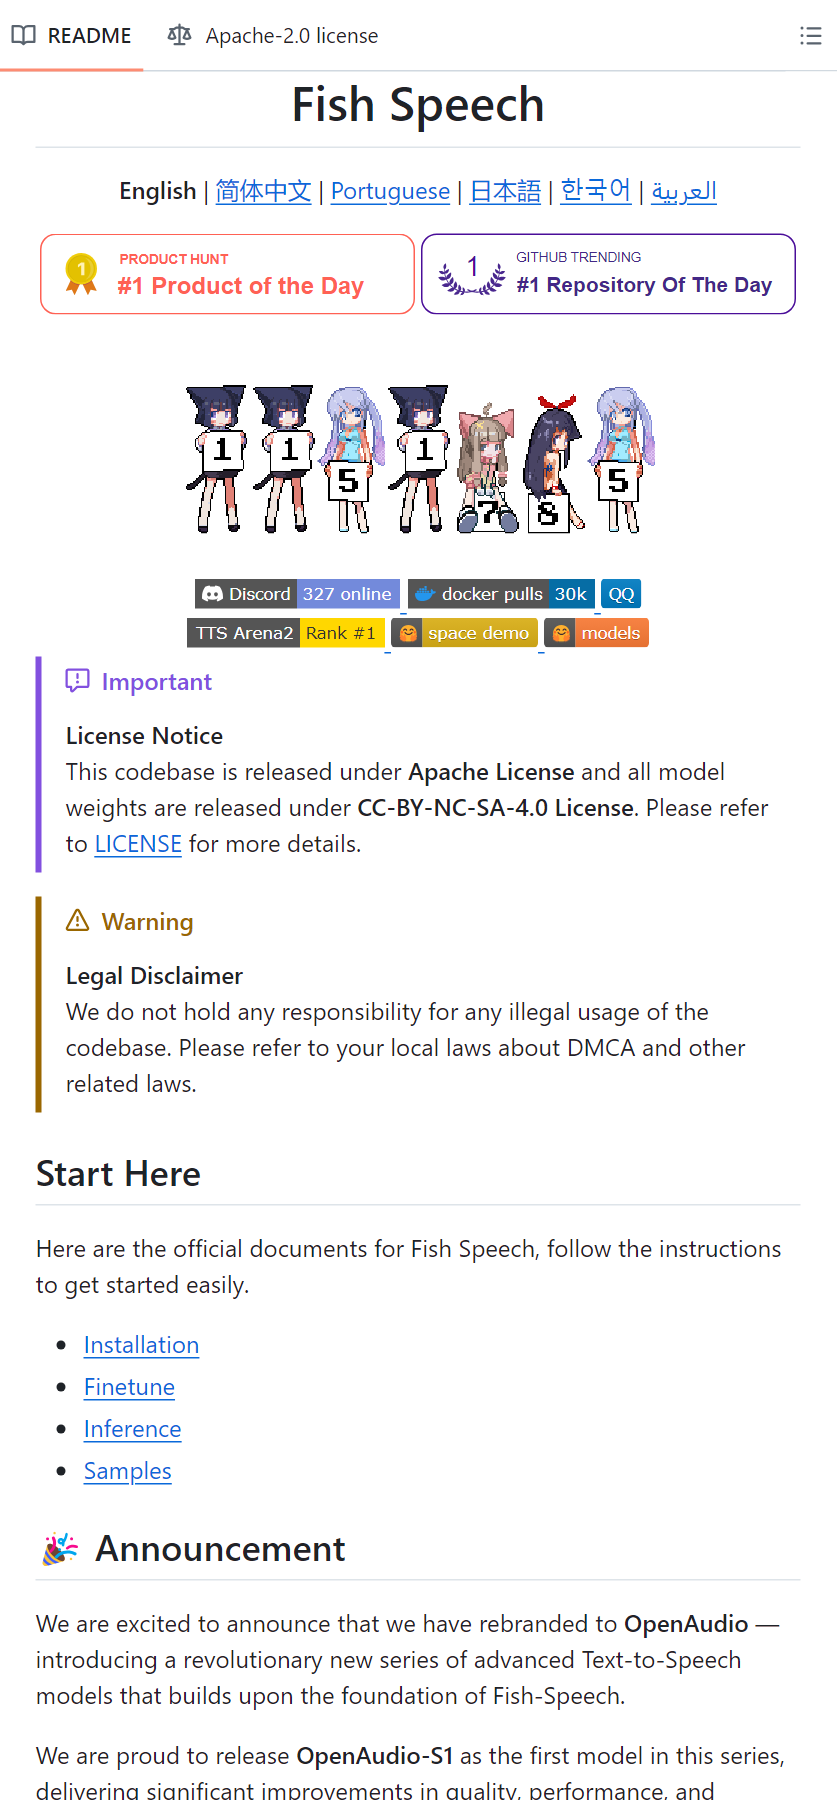 README
Apache-2.0 license
Fish Speech
English | 简体中文 | Portuguese | 日本語 | 한국어 | العربية
1
PRODUCT HUNT
#1 Product of the Day
1
GITHUB TRENDING
#1 Repository Of The Day
1 1 5 1 7 8 5
Discord 327 online docker pulls 30k QQ
TTS Arena2 Rank #1 space demo models
Important
License Notice
This codebase is released under Apache License and all model
weights are released under CC-BY-NC-SA-4.0 License. Please refer
to LICENSE for more details.
Warning
Legal Disclaimer
We do not hold any responsibility for any illegal usage of the
codebase. Please refer to your local laws about DMCA and other
related laws.
Start Here
Here are the official documents for Fish Speech, follow the instructions
to get started easily.
• Installation
• Finetune
• Inference
• Samples
🎉 Announcement
We are excited to announce that we have rebranded to OpenAudio —
introducing a revolutionary new series of advanced Text-to-Speech
models that builds upon the foundation of Fish-Speech.
We are proud to release OpenAudio-S1 as the first model in this series,
delivering significant improvements in quality, performance, and